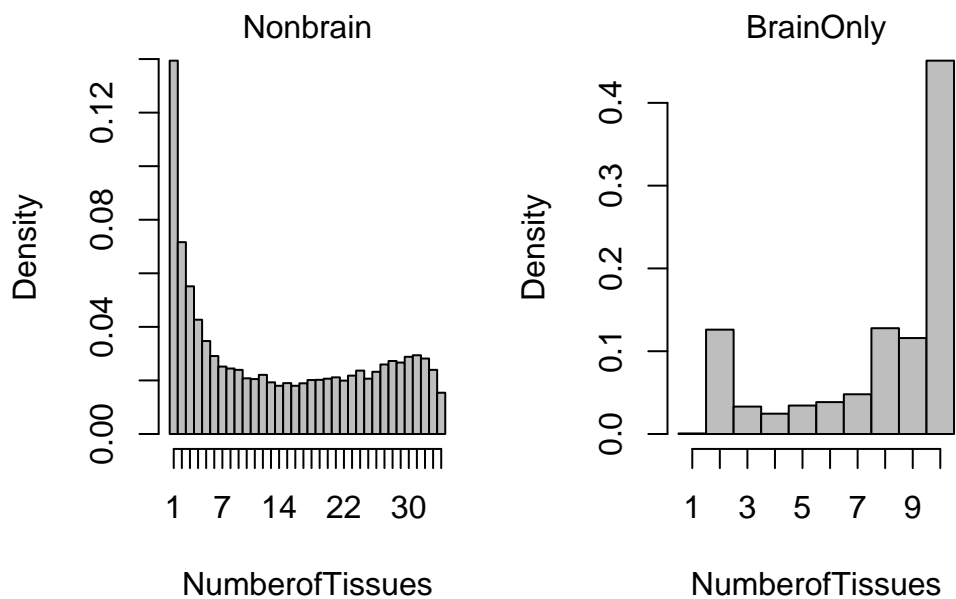 Nonbrain
Density
0.00
0.04
0.08
0.12
1 7 14 22 30
NumberofTissues
BrainOnly
Density
0.0
0.1
0.2
0.3
0.4
1 3 5 7 9
NumberofTissues